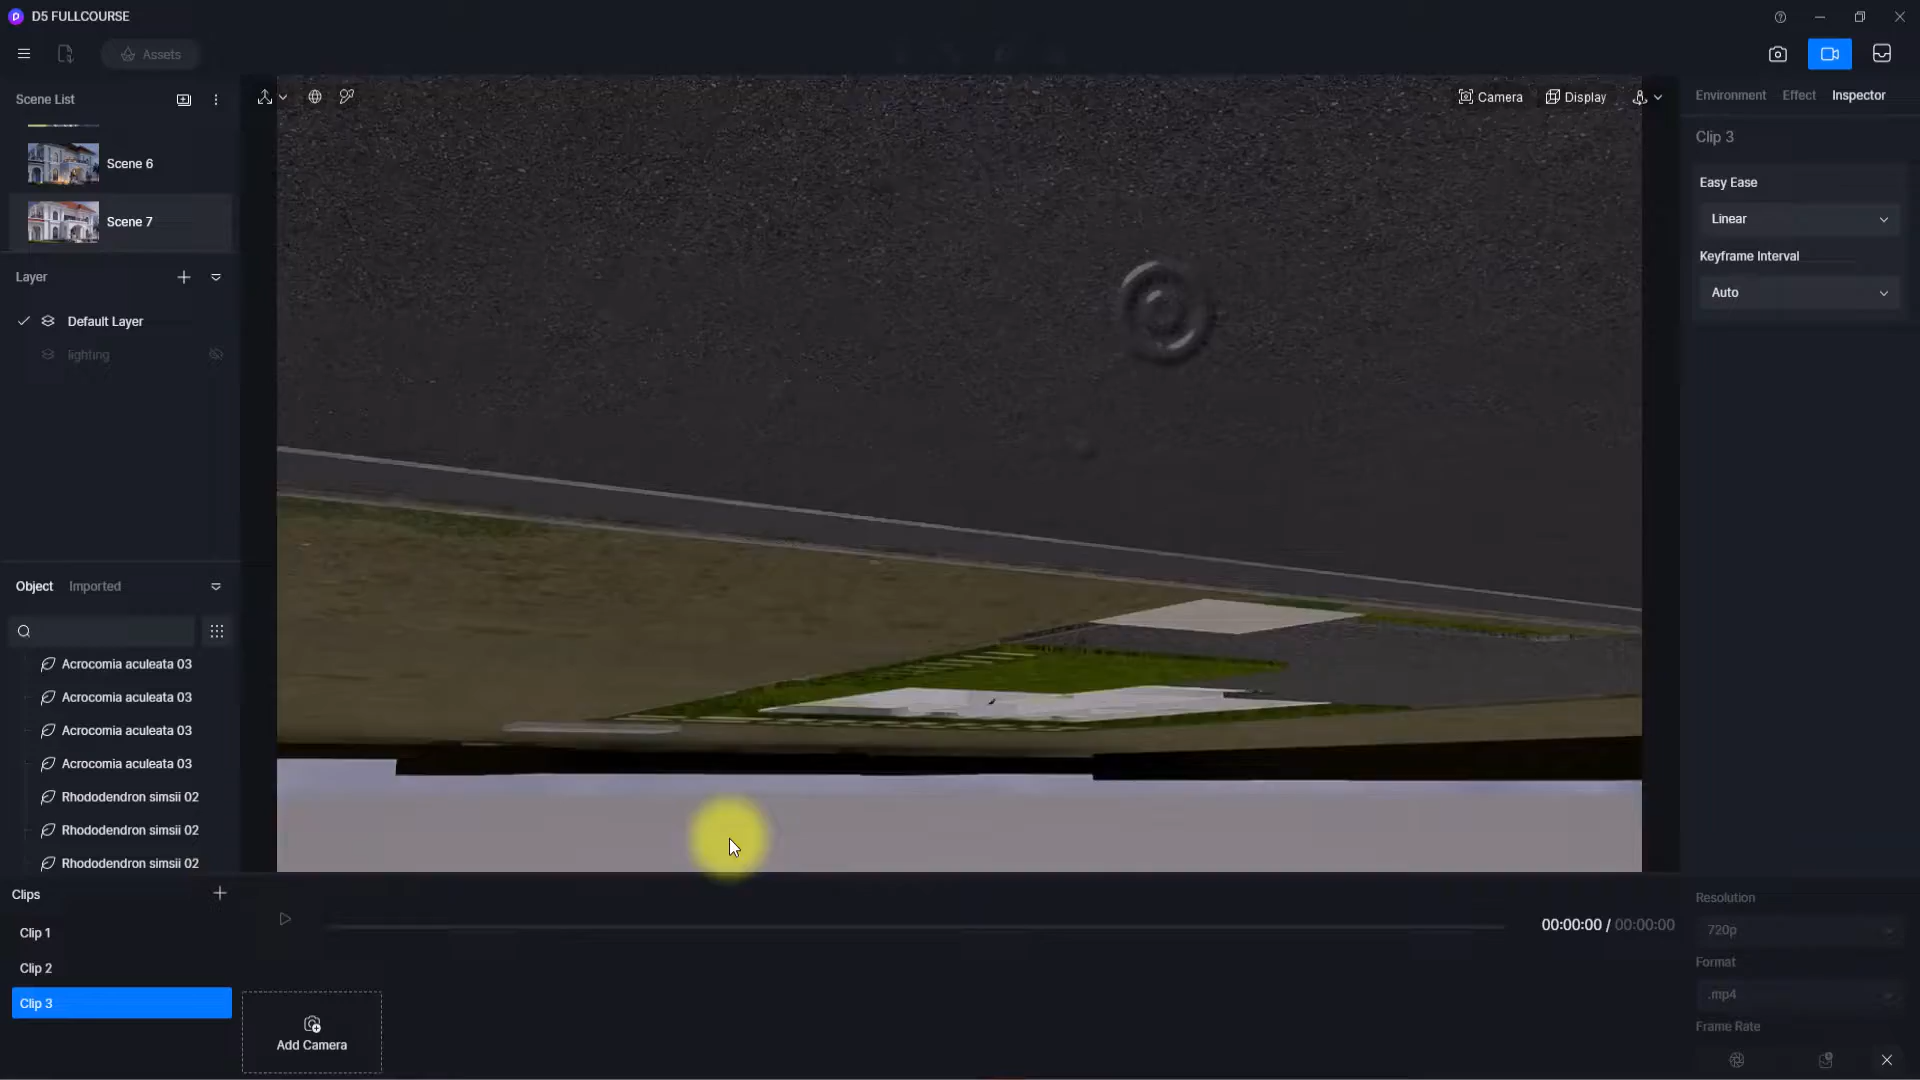 D5 FULLCOURSE
Assets
Scene List
Scene 6
Scene 7
Layer
Default Layer
lighting
Object Imported
Acrocomia aculeata 03
Acrocomia aculeata 03
Acrocomia aculeata 03
Acrocomia aculeata 03
Rhododendron simsii 02
Rhododendron simsii 02
Rhododendron simsii 02
Camera Display
Environment Effect Inspector
Clip 3
Easy Ease
Linear
Keyframe Interval
Auto
Clips
Clip 1
Clip 2
Clip 3
Add Camera
00:00:00 / 00:00:00
Resolution
720p
Format
.mp4
Frame Rate